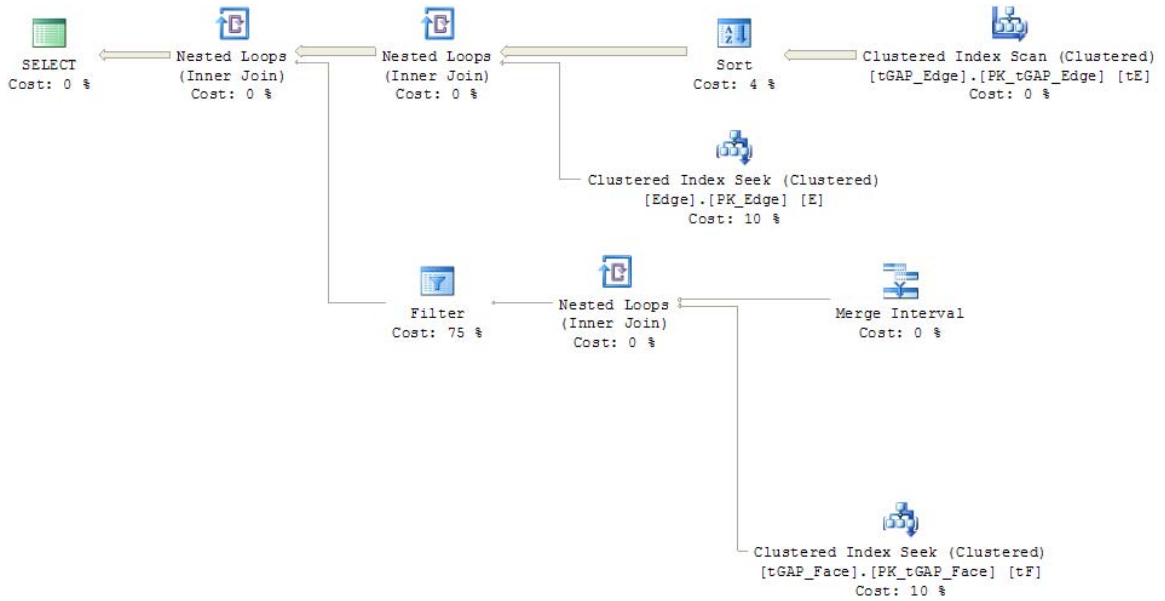 SELECT
Cost: 0 %
Nested Loops
(Inner Join)
Cost: 0 %
Nested Loops
(Inner Join)
Cost: 0 %
Sort
Cost: 4 %
Clustered Index Scan (Clustered)
[tGAP_Edge].[PK_tGAP_Edge] [tE]
Cost: 0 %
Clustered Index Seek (Clustered)
[Edge].[PK_Edge] [E]
Cost: 10 %
Filter
Cost: 75 %
Nested Loops
(Inner Join)
Cost: 0 %
Merge Interval
Cost: 0 %
Clustered Index Seek (Clustered)
[tGAP_Face].[PK_tGAP_Face] [tF]
Cost: 10 %